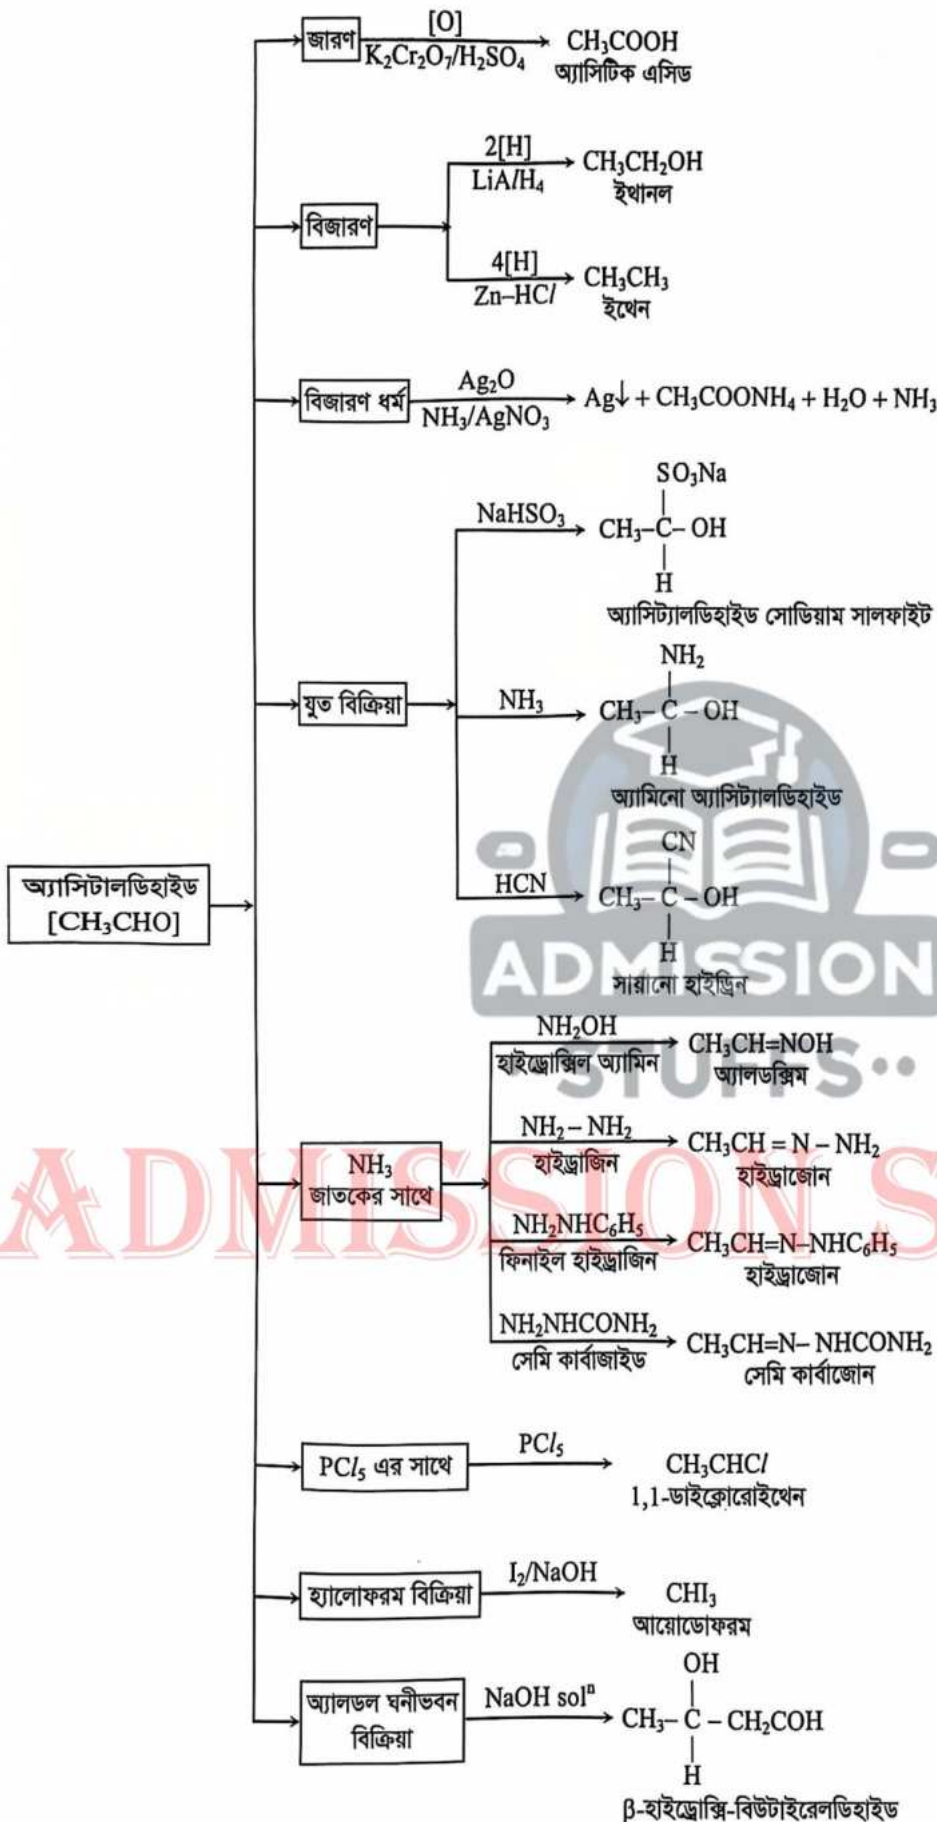 জারণ
[O]
K₂Cr₂O₇/H₂SO₄
CH₃COOH
অ্যাসিটিক এসিড
বিজারণ
2[H]
LiAlH₄
CH₃CH₂OH
ইথানল
4[H]
Zn–HCl
CH₃CH₃
ইথেন
বিজারণ ধর্ম
Ag₂O
NH₃/AgNO₃
Ag↓ + CH₃COONH₄ + H₂O + NH₃
যুত বিক্রিয়া
NaHSO₃
SO₃Na
CH₃–C– OH
H
অ্যাসিট্যালডিহাইড সোডিয়াম সালফাইট
NH₃
NH₂
CH₃– C – OH
H
অ্যামিনো অ্যাসিট্যালডিহাইড
HCN
CN
CH₃– C – OH
H
সায়ানো হাইড্রিন
অ্যাসিটালডিহাইড
[CH₃CHO]
ADMISSION
STUFFS••
NH₃
জাতকের সাথে
NH₂OH
হাইড্রোক্সিল অ্যামিন
CH₃CH=NOH
অ্যালডক্সিম
NH₂ – NH₂
হাইড্রাজিন
CH₃CH = N – NH₂
হাইড্রাজোন
ADMISSION S
NH₂NHC₆H₅
ফিনাইল হাইড্রাজিন
CH₃CH=N–NHC₆H₅
হাইড্রাজোন
NH₂NHCONH₂
সেমি কার্বাজাইড
CH₃CH=N– NHCONH₂
সেমি কার্বাজোন
PCl₅ এর সাথে
PCl₅
CH₃CHCl
1,1-ডাইক্লোরোইথেন
হ্যালোফরম বিক্রিয়া
I₂/NaOH
CHI₃
আয়োডোফরম
অ্যালডল ঘনীভবন
বিক্রিয়া
NaOH solⁿ
OH
CH₃– C – CH₂COH
H
β-হাইড্রোক্সি-বিউটাইরেলডিহাইড